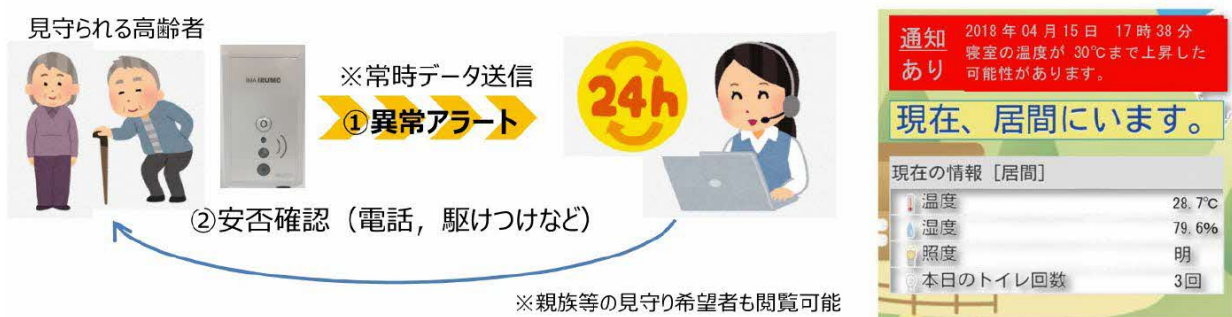 見守られる高齢者
※常時データ送信
①異常アラート
24h
②安否確認（電話，駆けつけなど）
※親族等の見守り希望者も閲覧可能
通知あり
2018年04月15日 17時38分
寝室の温度が 30℃まで上昇した
可能性があります。
現在、居間にいます。
現在の情報［居間］
温度 28.7℃
湿度 79.6%
照度 明
本日のトイレ回数 3回